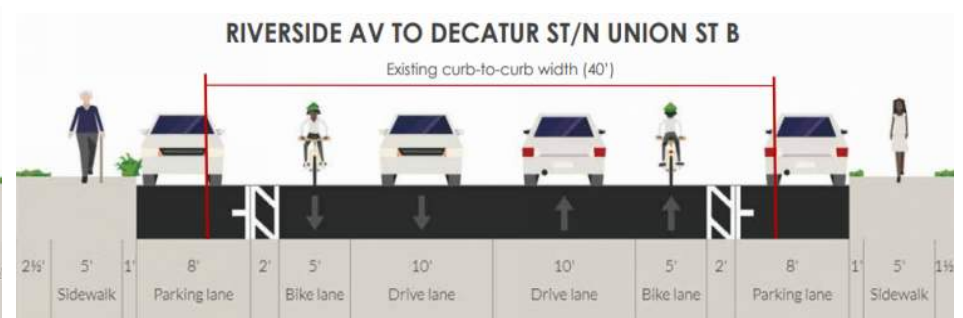 RIVERSIDE AV TO DECATUR ST/N UNION ST B
Existing curb-to-curb width (40')
2½' 5' 1' 8' 2' 5' 10' 10' 5' 2' 8' 1' 5' 1½
Sidewalk Parking lane Bike lane Drive lane Drive lane Bike lane Parking lane Sidewalk